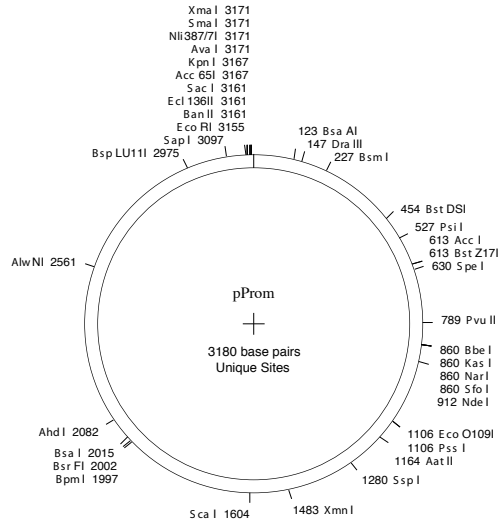 Xma I 3171
Sma I 3171
Nli387/7I 3171
Ava I 3171
Kpn I 3167
Acc 65I 3167
Sac I 3161
Ecl 136II 3161
Ban II 3161
Eco RI 3155
Sap I 3097
Bsp LU11I 2975
AlwNI 2561
Ahd I 2082
Bsa I 2015
Bsr FI 2002
Bpm I 1997
Sca I 1604
123 Bsa AI
147 Dra III
227 Bsm I
454 Bst DSI
527 Psi I
613 Acc I
613 Bst Z17I
630 Spe I
789 Pvu II
860 Bbe I
860 Kas I
860 Nar I
860 Sfo I
912 Nde I
1106 Eco O109I
1106 Pss I
1164 Aat II
1280 Ssp I
1483 Xmn I
pProm
3180 base pairs
Unique Sites